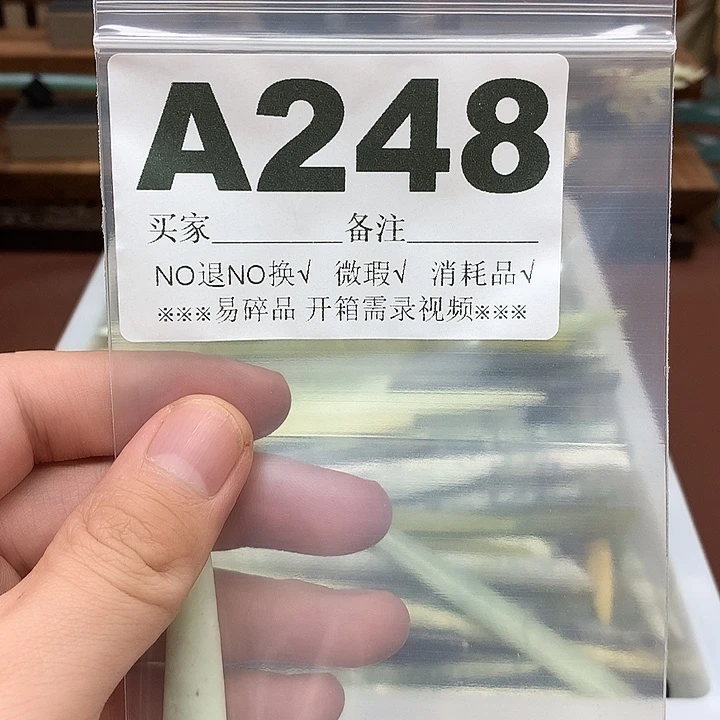 A248
买家________备注________
NO退NO换√ 微瑕√ 消耗品√
※※※易碎品 开箱需录视频※※※